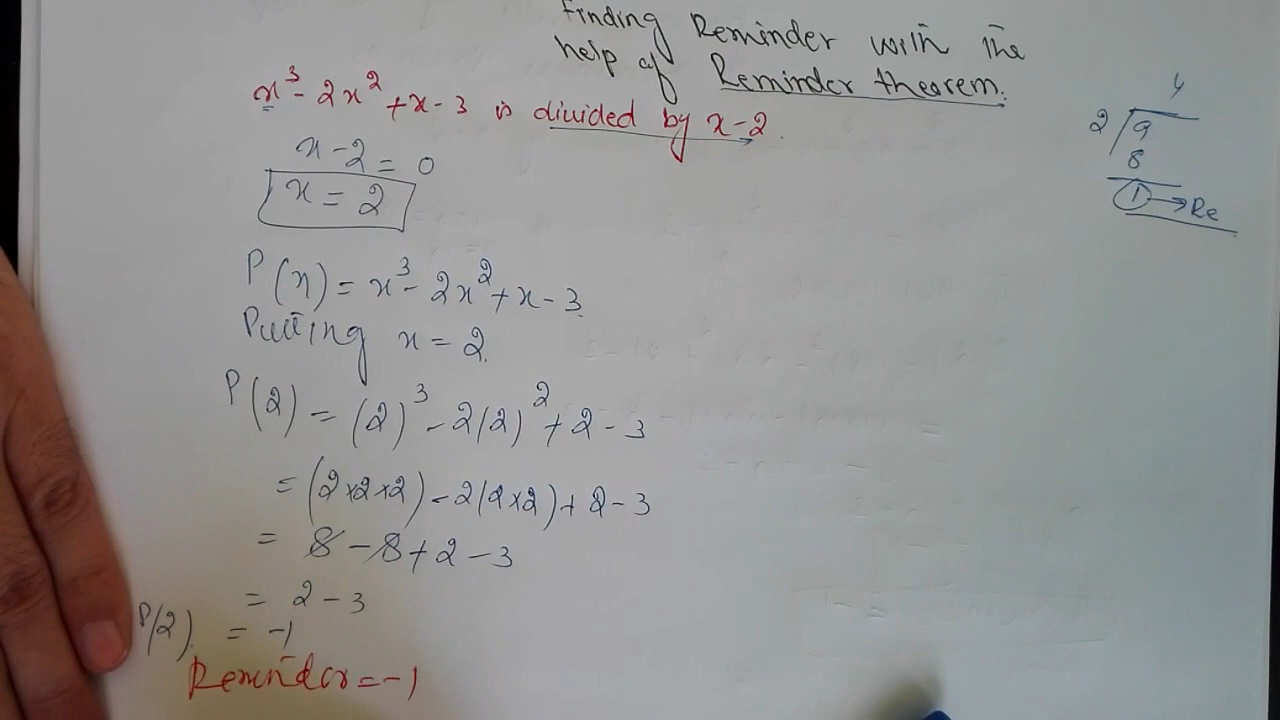 Finding Reminder with the
help of Reminder theorem.
x³ - 2x² + x - 3 is divided by x - 2.
x - 2 = 0
x = 2
P(x) = x³ - 2x² + x - 3.
Putting x = 2.
P(2) = (2)³ - 2(2)² + 2 - 3
= (2×2×2) - 2(2×2) + 2 - 3
= 8 - 8 + 2 - 3
= 2 - 3
P(2). = -1
Reminder = -1
4
2 9
8
1 → Re